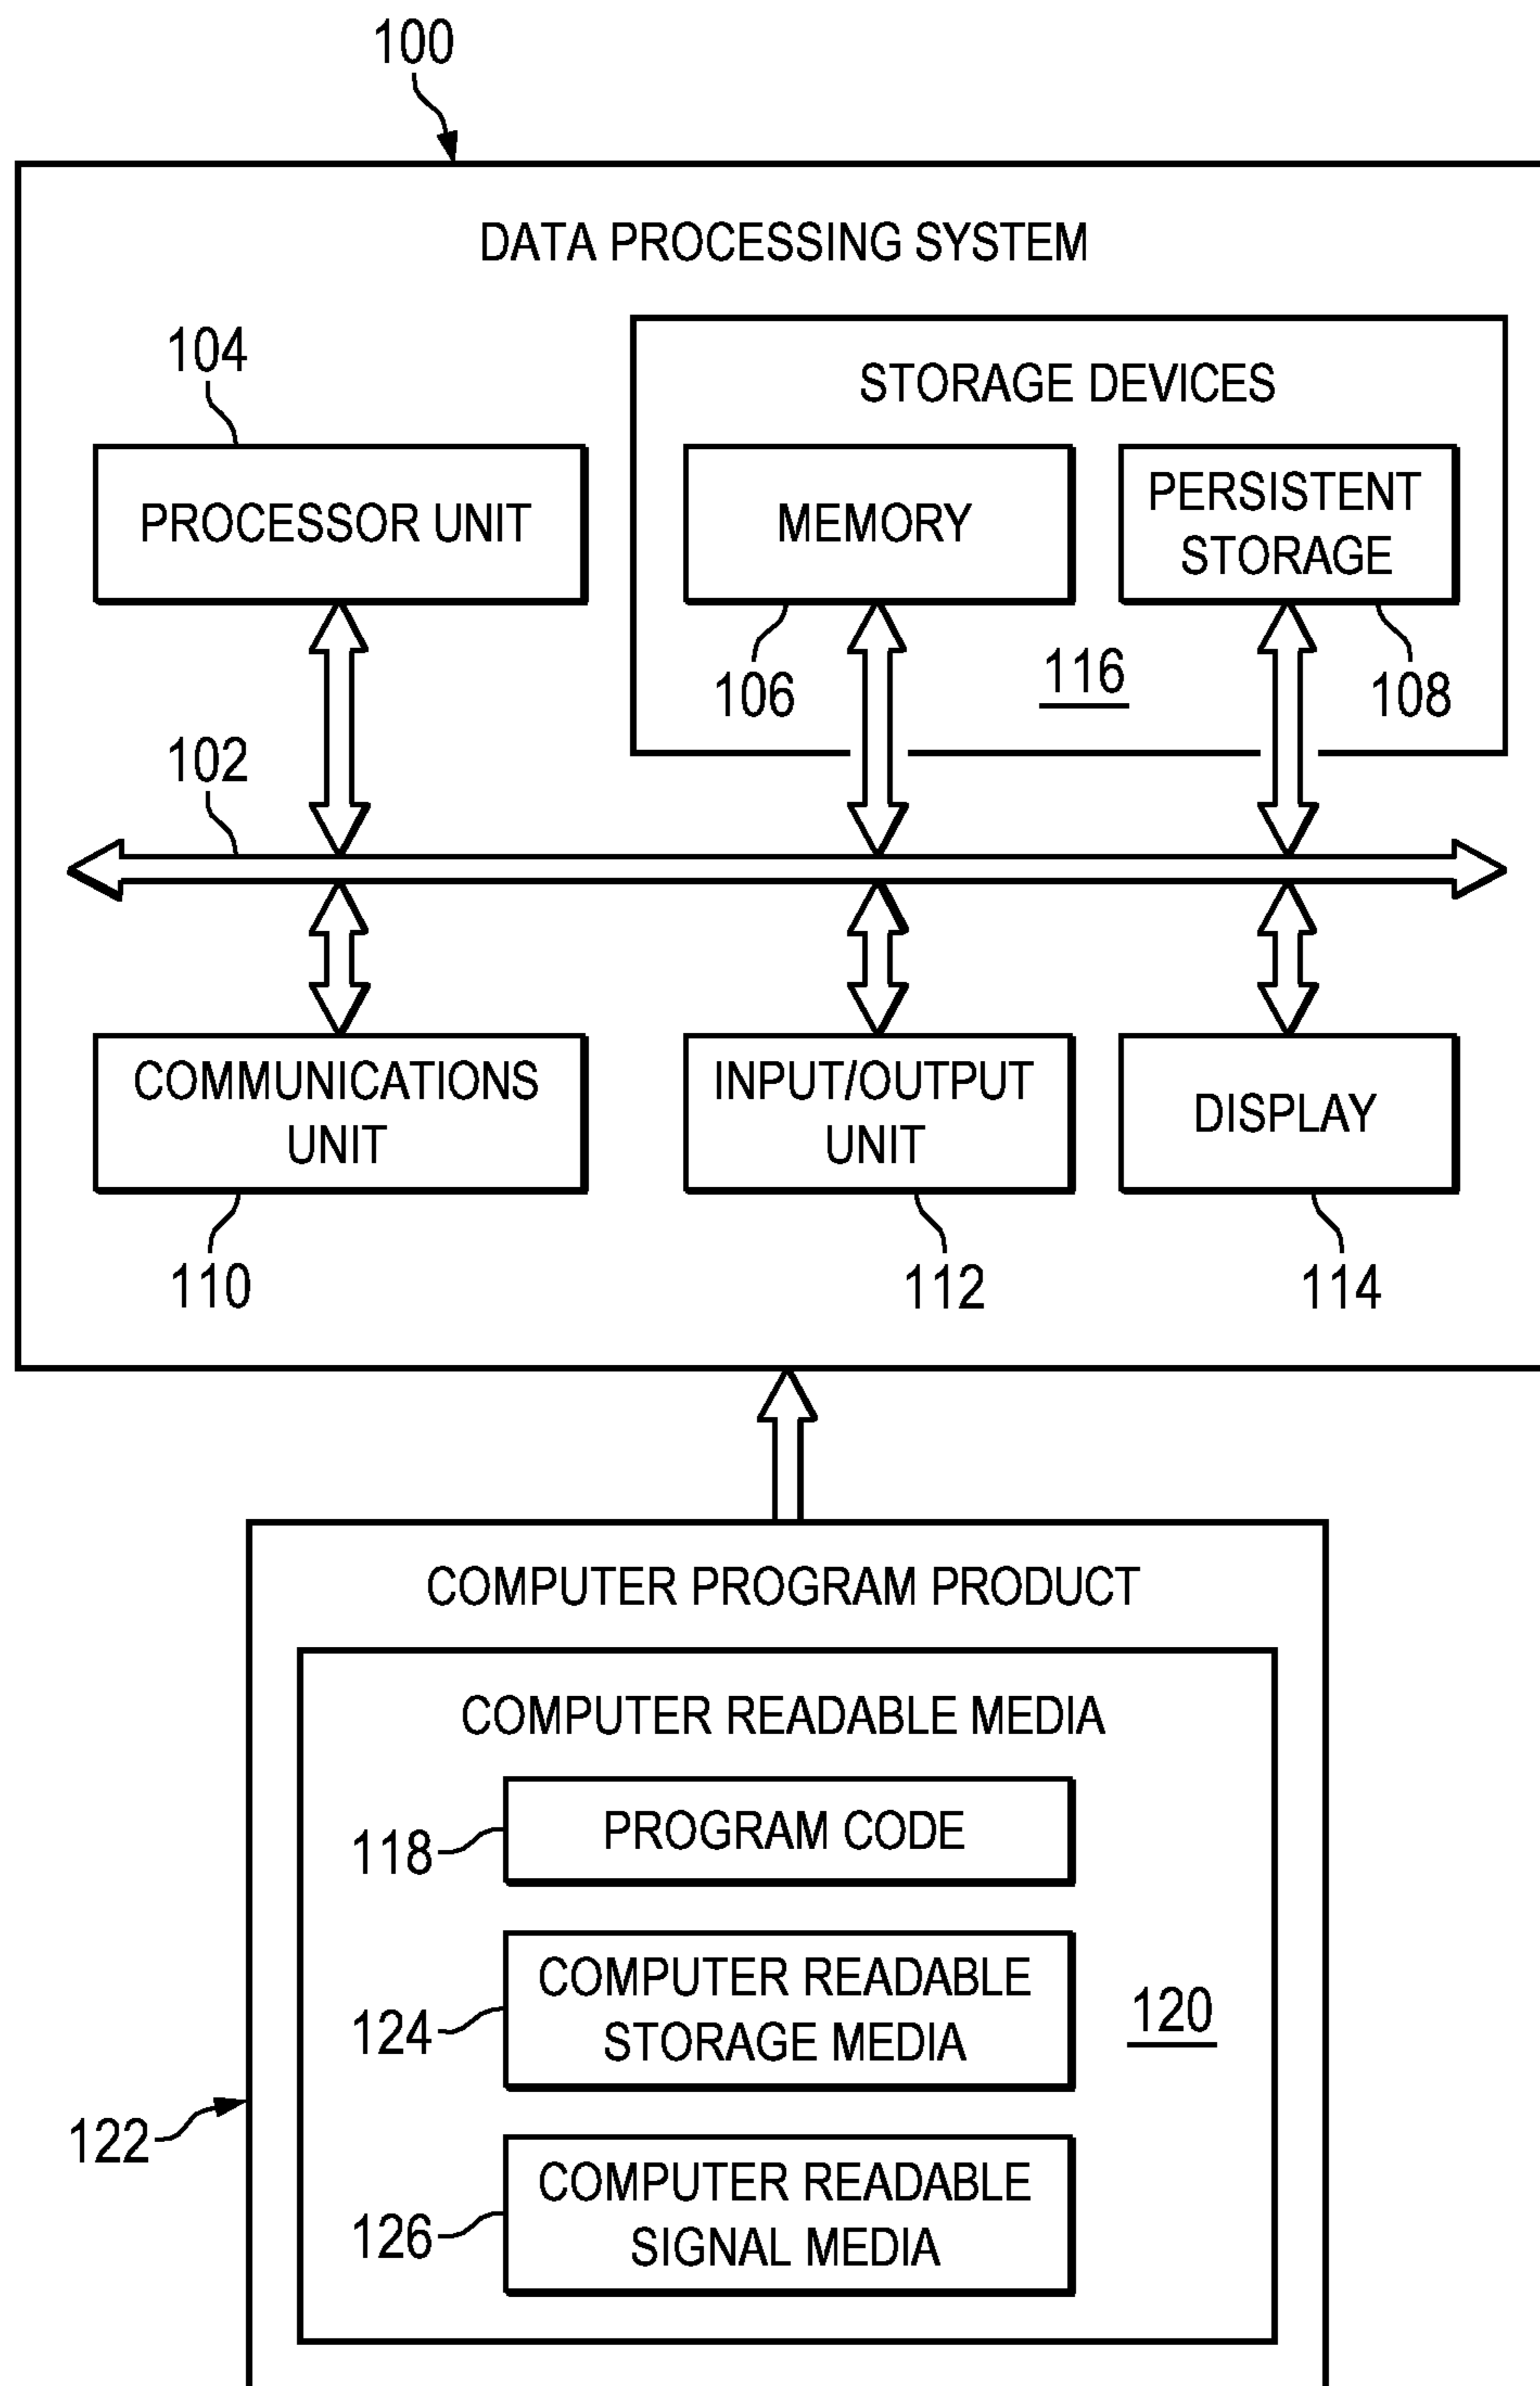 100
DATA PROCESSING SYSTEM
104
STORAGE DEVICES
PROCESSOR UNIT
MEMORY
PERSISTENT
STORAGE
106
116
108
102
COMMUNICATIONS
UNIT
INPUT/OUTPUT
UNIT
DISPLAY
110
112
114
COMPUTER PROGRAM PRODUCT
COMPUTER READABLE MEDIA
118
PROGRAM CODE
124
COMPUTER READABLE
STORAGE MEDIA
120
122
126
COMPUTER READABLE
SIGNAL MEDIA